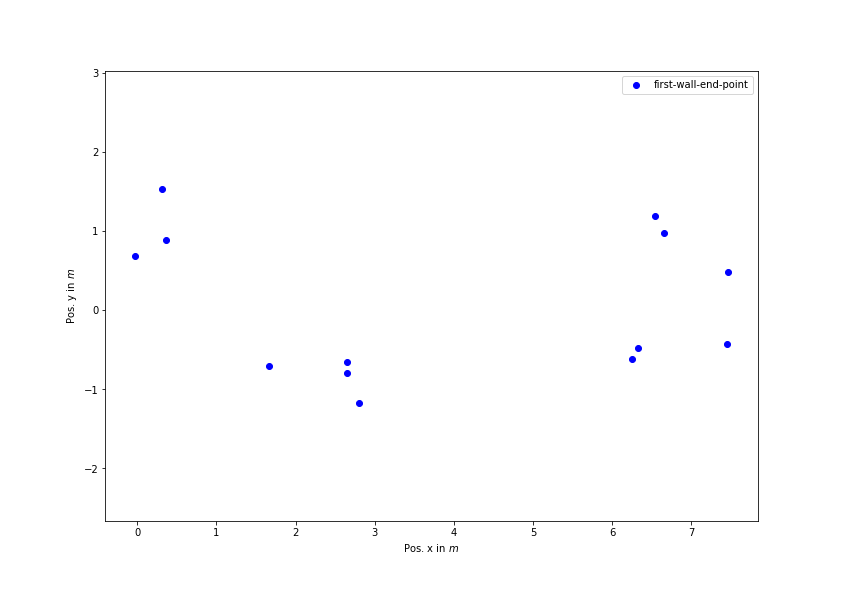 first-wall-end-point
3
2
1
0
−1
−2
Pos. y in m
0 1 2 3 4 5 6 7
Pos. x in m